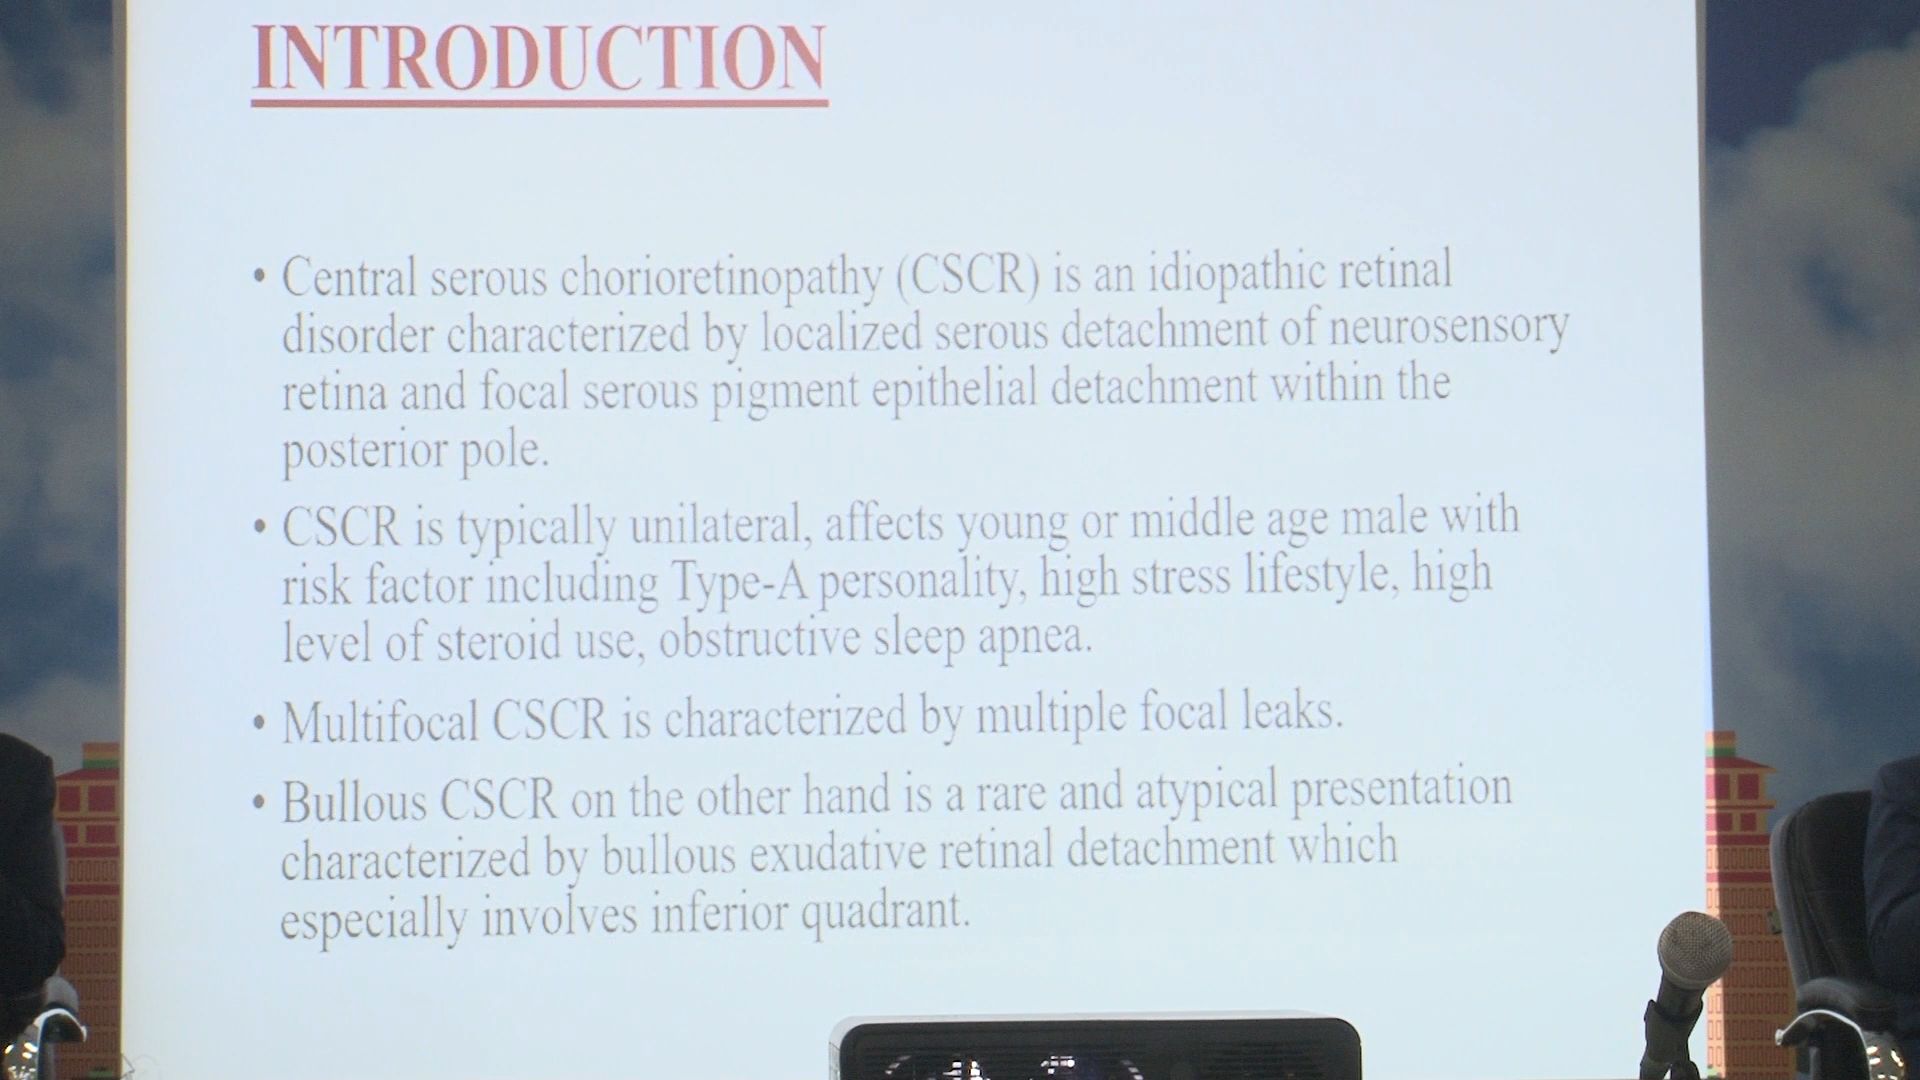 INTRODUCTION
• Central serous chorioretinopathy (CSCR) is an idiopathic retinal
disorder characterized by localized serous detachment of neurosensory
retina and focal serous pigment epithelial detachment within the
posterior pole.
• CSCR is typically unilateral, affects young or middle age male with
risk factor including Type-A personality, high stress lifestyle, high
level of steroid use, obstructive sleep apnea.
• Multifocal CSCR is characterized by multiple focal leaks.
• Bullous CSCR on the other hand is a rare and atypical presentation
characterized by bullous exudative retinal detachment which
especially involves inferior quadrant.